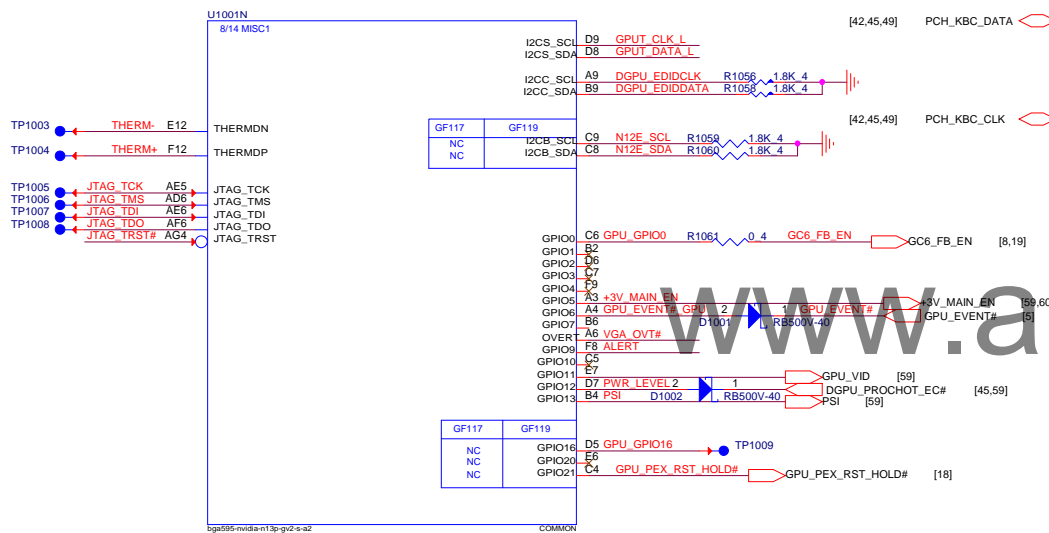 U1001N
8/14 MISC1
[42,45,49] PCH_KBC_DATA
I2CS_SCL D9 GPUT_CLK_L
I2CS_SDA D8 GPUT_DATA_L
I2CC_SCL A9 DGPU_EDIDCLK R1056 1.8K_4
I2CC_SDA B9 DGPU_EDIDDATA R1058 1.8K_4
[42,45,49] PCH_KBC_CLK
TP1003 THERM- E12 THERMDN
TP1004 THERM+ F12 THERMDP
GF117 GF119
NC I2CB_SCL C9 N12E_SCL R1059 1.8K_4
NC I2CB_SDA C8 N12E_SDA R1060 1.8K_4
TP1005 JTAG_TCK AE5 JTAG_TCK
TP1006 JTAG_TMS AD6 JTAG_TMS
TP1007 JTAG_TDI AE6 JTAG_TDI
TP1008 JTAG_TDO AF6 JTAG_TDO
JTAG_TRST# AG4 JTAG_TRST
GPIO0 C6 GPU_GPIO0 R1061 0_4 GC6_FB_EN GC6_FB_EN [8,19]
GPIO1 B2
GPIO2 D6
GPIO3 C7
GPIO4 F9
GPIO5 A3 +3V_MAIN_EN +3V_MAIN_EN [59,60
GPIO6 A4 GPU_EVENT#_GPU 2 D1001 1 RB500V-40 GPU_EVENT# GPU_EVENT# [5]
GPIO7 B6
OVERT A6 VGA_OVT#
GPIO9 F8 ALERT
GPIO10 C5
GPIO11 E7 GPU_VID [59]
GPIO12 D7 PWR_LEVEL 2 D1002 1 RB500V-40 DGPU_PROCHOT_EC# [45,59]
GPIO13 B4 PSI PSI [59]
www.a
GF117 GF119
NC GPIO16 D5 GPU_GPIO16 TP1009
NC GPIO20 E6
NC GPIO21 C4 GPU_PEX_RST_HOLD# GPU_PEX_RST_HOLD# [18]
bga595-nvidia-n13p-gv2-s-a2 COMMON